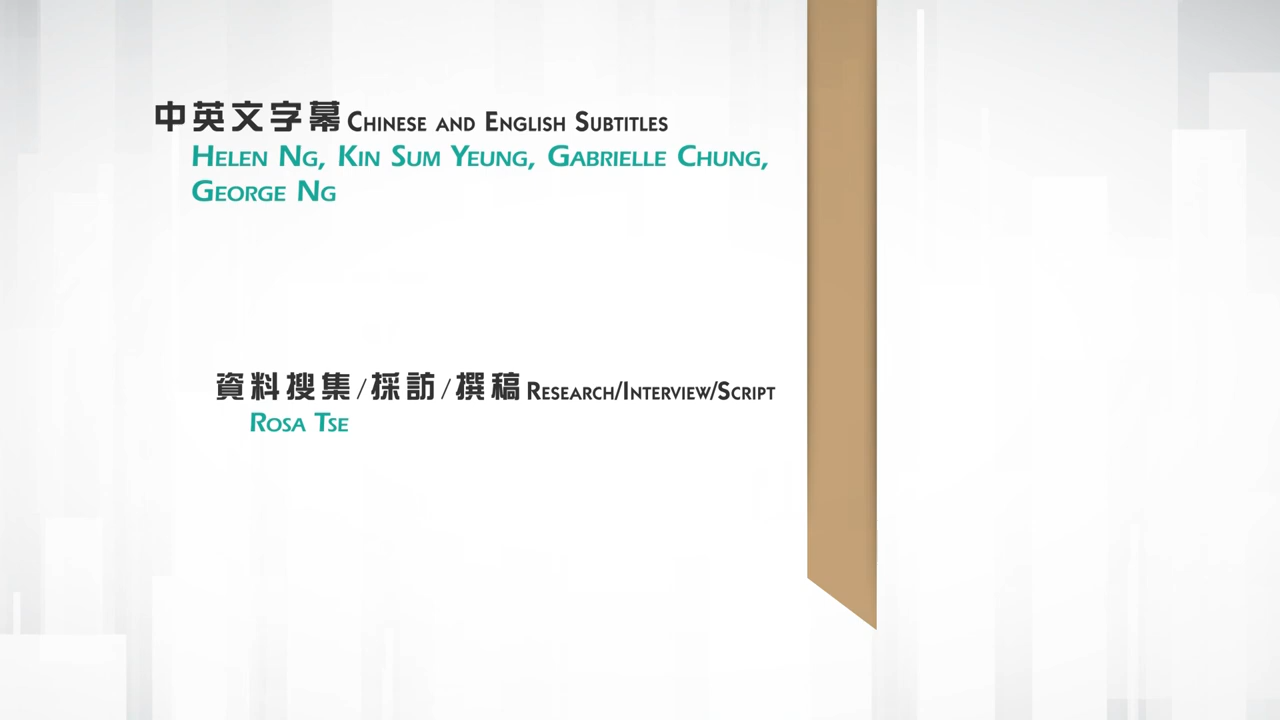 中英文字幕 Chinese and English Subtitles
Helen Ng, Kin Sum Yeung, Gabrielle Chung,
George Ng
資料搜集/採訪/撰稿 Research/Interview/Script
Rosa Tse